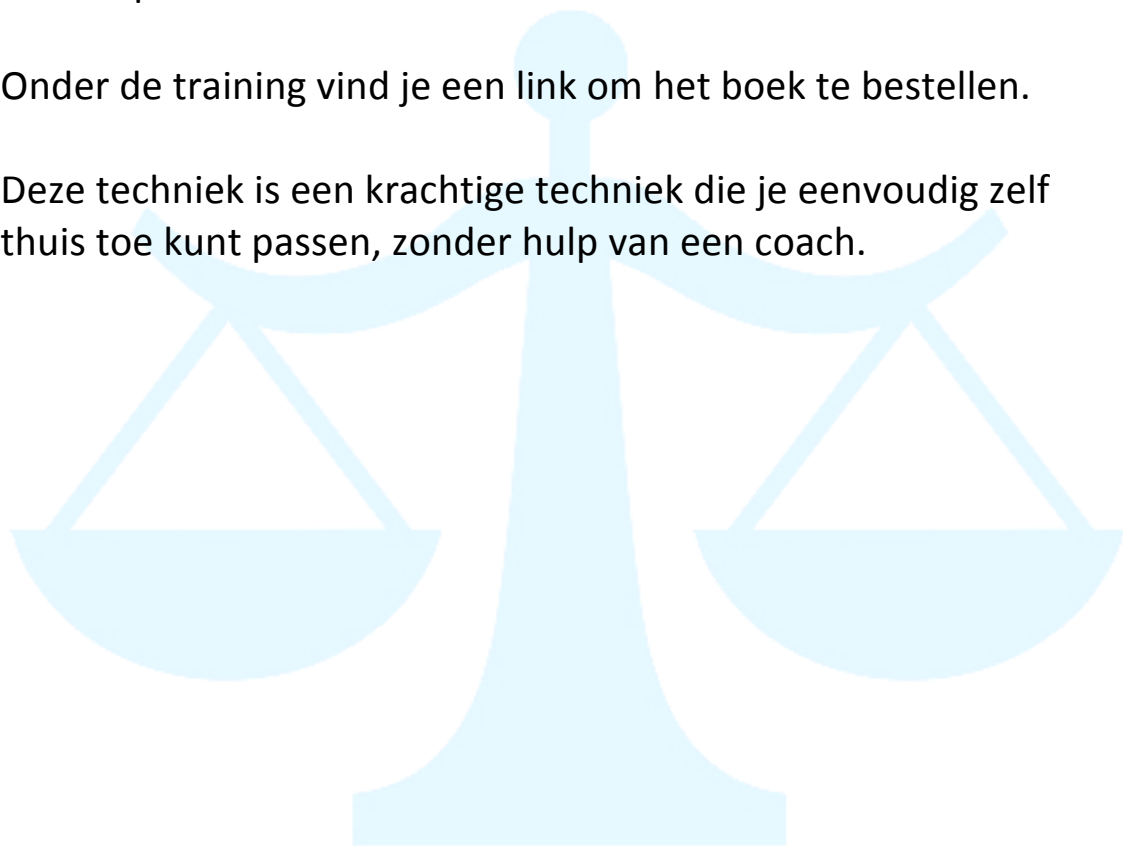 Onder de training vind je een link om het boek te bestellen.
Deze techniek is een krachtige techniek die je eenvoudig zelf
thuis toe kunt passen, zonder hulp van een coach.